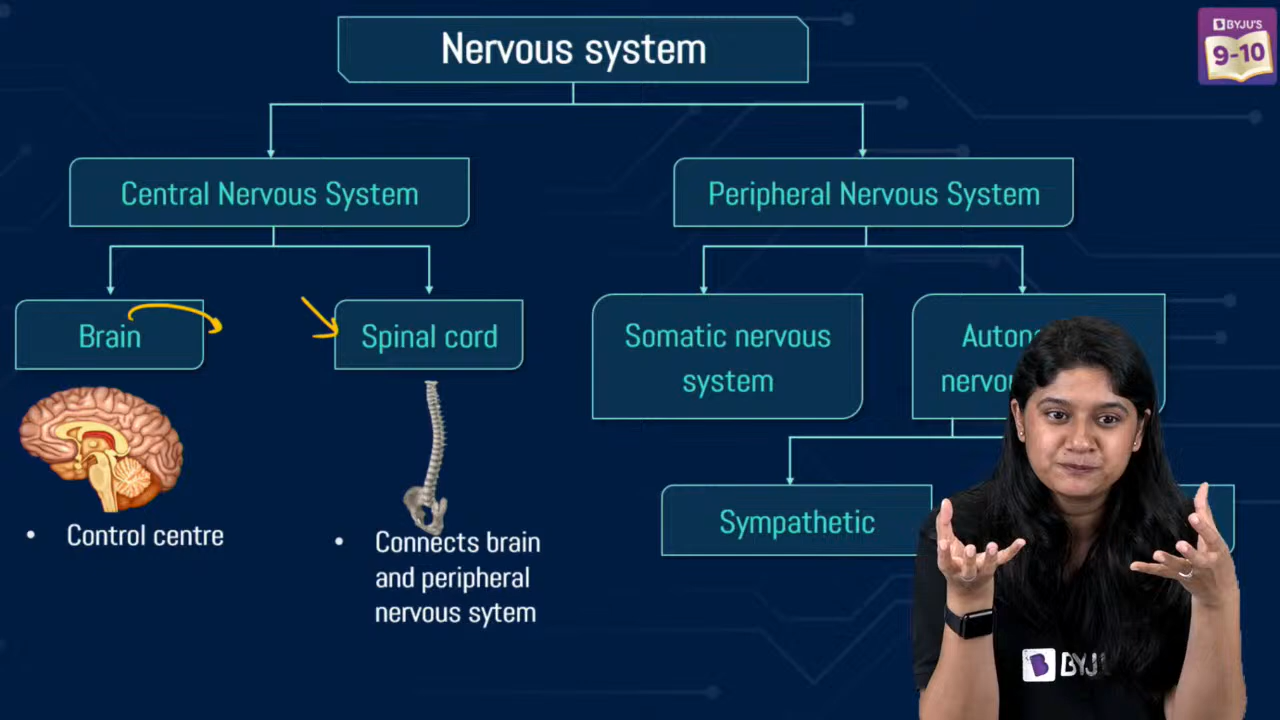 Nervous system
BYJU'S
9-10
Central Nervous System
Peripheral Nervous System
Brain
Spinal cord
Somatic nervous
system
Sympathetic
Control centre
Connects brain
and peripheral
nervous sytem